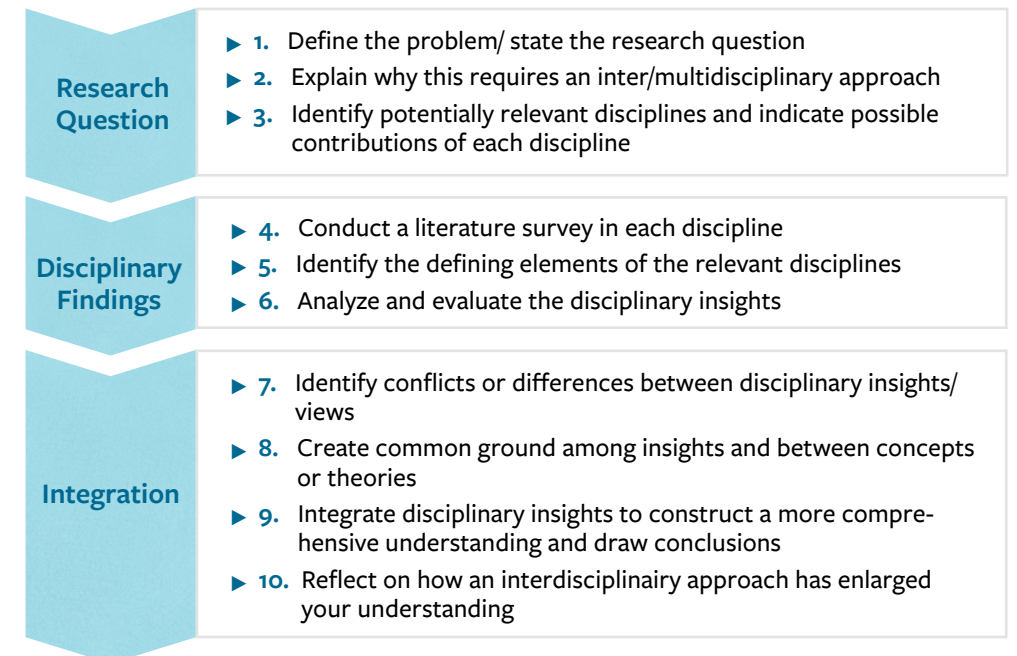 Research
Question
▶ 1. Define the problem/ state the research question
▶ 2. Explain why this requires an inter/multidisciplinary approach
▶ 3. Identify potentially relevant disciplines and indicate possible
contributions of each discipline
Disciplinary
Findings
▶ 4. Conduct a literature survey in each discipline
▶ 5. Identify the defining elements of the relevant disciplines
▶ 6. Analyze and evaluate the disciplinary insights
Integration
▶ 7. Identify conflicts or differences between disciplinary insights/
views
▶ 8. Create common ground among insights and between concepts
or theories
▶ 9. Integrate disciplinary insights to construct a more compre-
hensive understanding and draw conclusions
▶ 10. Reflect on how an interdisciplinairy approach has enlarged
your understanding